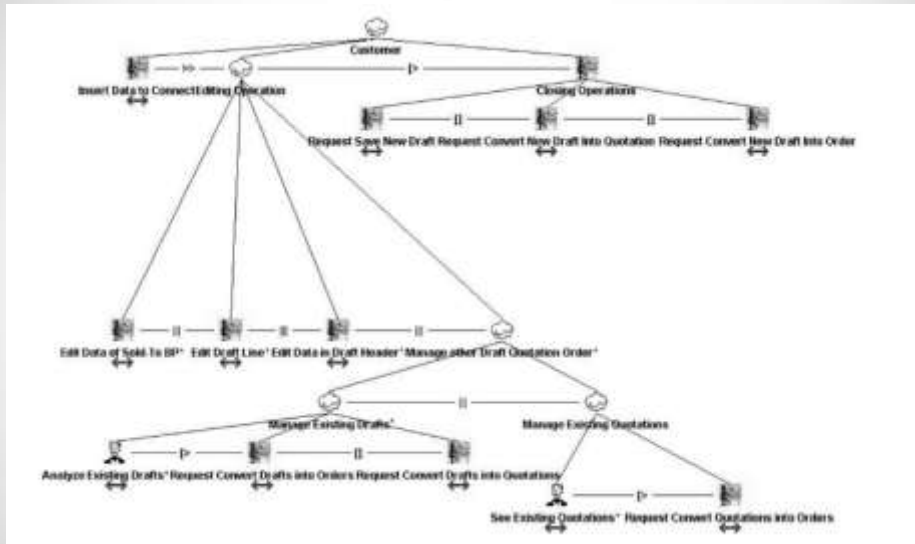 Customer
>> [>
Insert Data to Connect Editing Operation Closing Operations
[] []
Request Save New Draft Request Convert New Draft Into Quotation Request Convert New Draft Into Order
Edit Data of Sold-To BP* Edit Draft Line* Edit Data in Draft Header* Manage other Draft Quotation Order*
Manage Existing Drafts* Manage Existing Quotations
[> []
Analyze Existing Drafts* Request Convert Drafts into Orders Request Convert Drafts into Quotations
[>
See Existing Quotations* Request Convert Quotations into Orders